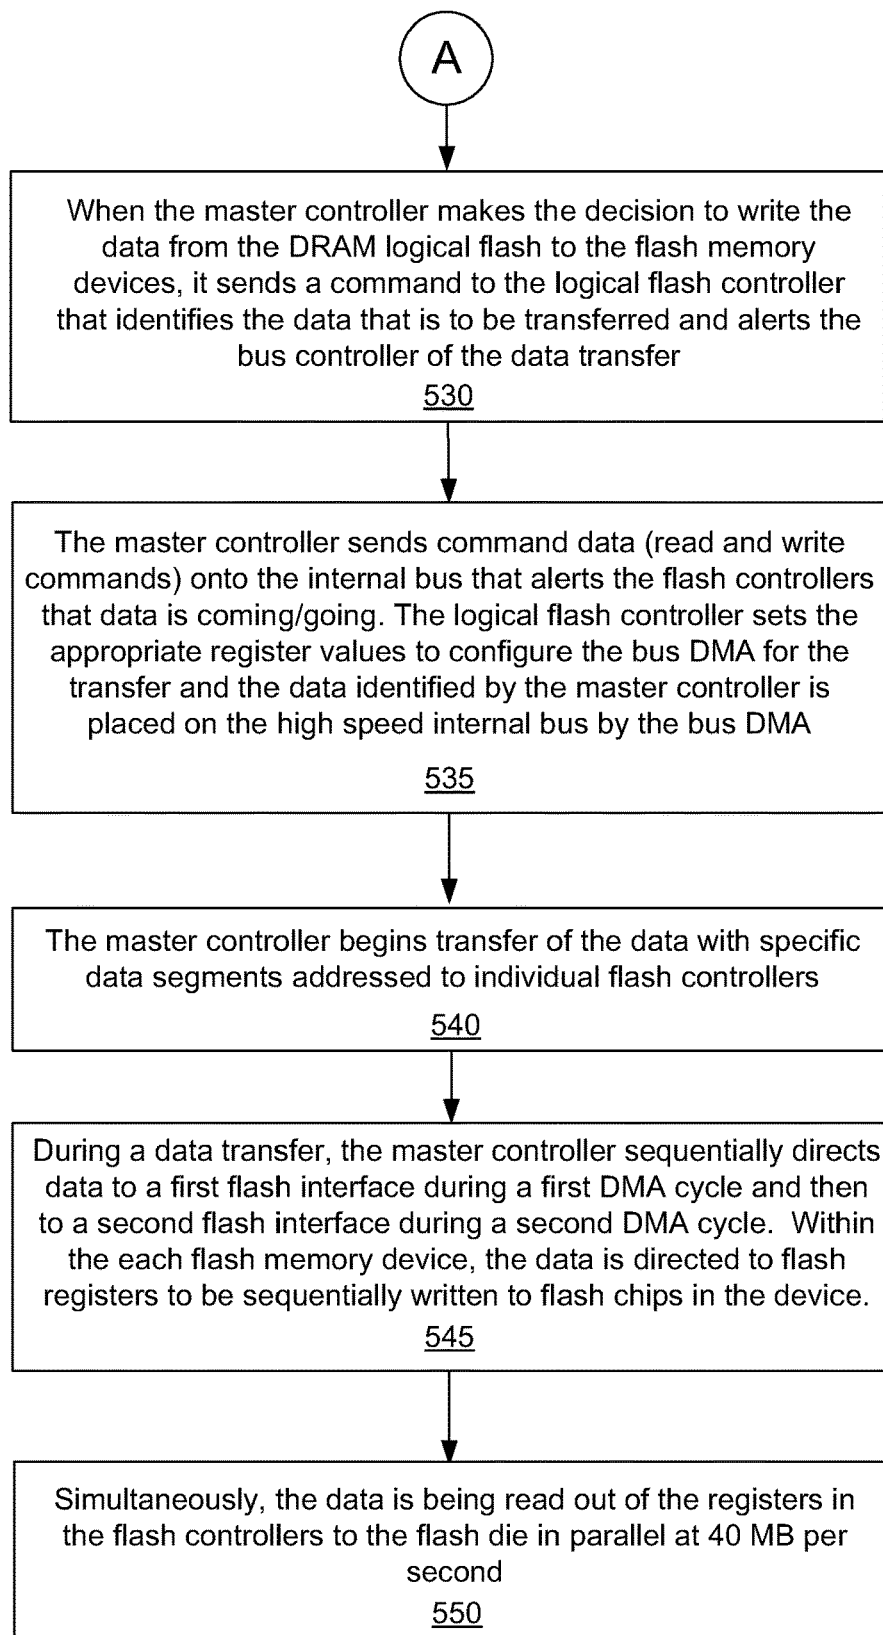 A
When the master controller makes the decision to write the
data from the DRAM logical flash to the flash memory
devices, it sends a command to the logical flash controller
that identifies the data that is to be transferred and alerts the
bus controller of the data transfer
530
The master controller sends command data (read and write
commands) onto the internal bus that alerts the flash controllers
that data is coming/going. The logical flash controller sets the
appropriate register values to configure the bus DMA for the
transfer and the data identified by the master controller is
placed on the high speed internal bus by the bus DMA
535
The master controller begins transfer of the data with specific
data segments addressed to individual flash controllers
540
During a data transfer, the master controller sequentially directs
data to a first flash interface during a first DMA cycle and then
to a second flash interface during a second DMA cycle.  Within
the each flash memory device, the data is directed to flash
registers to be sequentially written to flash chips in the device.
545
Simultaneously, the data is being read out of the registers in
the flash controllers to the flash die in parallel at 40 MB per
second
550